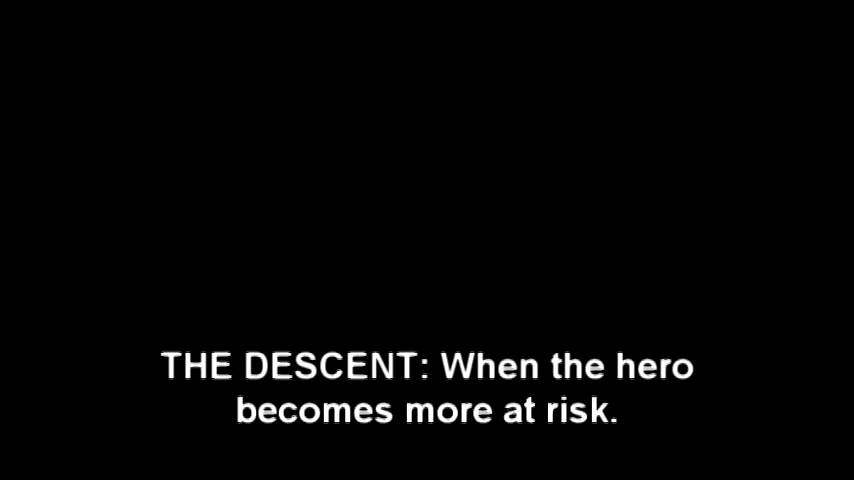 THE DESCENT: When the hero
becomes more at risk.